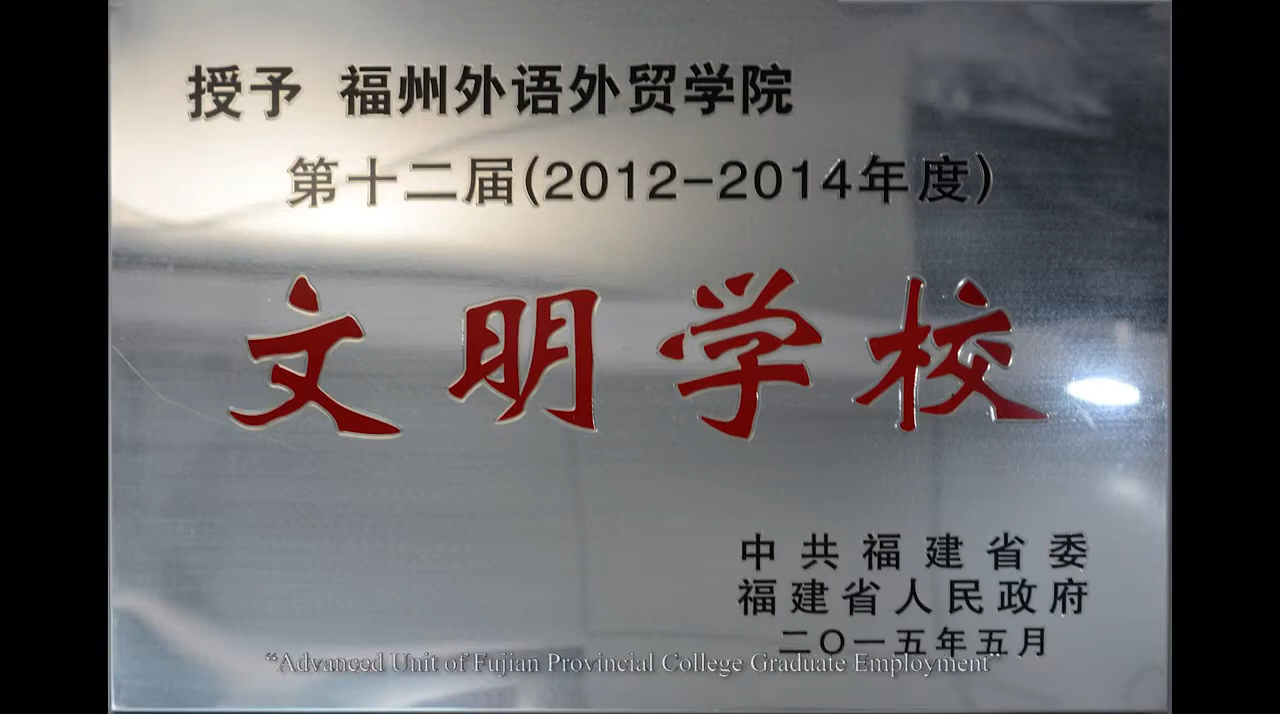 授予 福州外语外贸学院
第十二届(2012-2014年度)
文明学校
中共福建省委
福建省人民政府
二〇一五年五月
“Advanced Unit of Fujian Provincial College Graduate Employment”